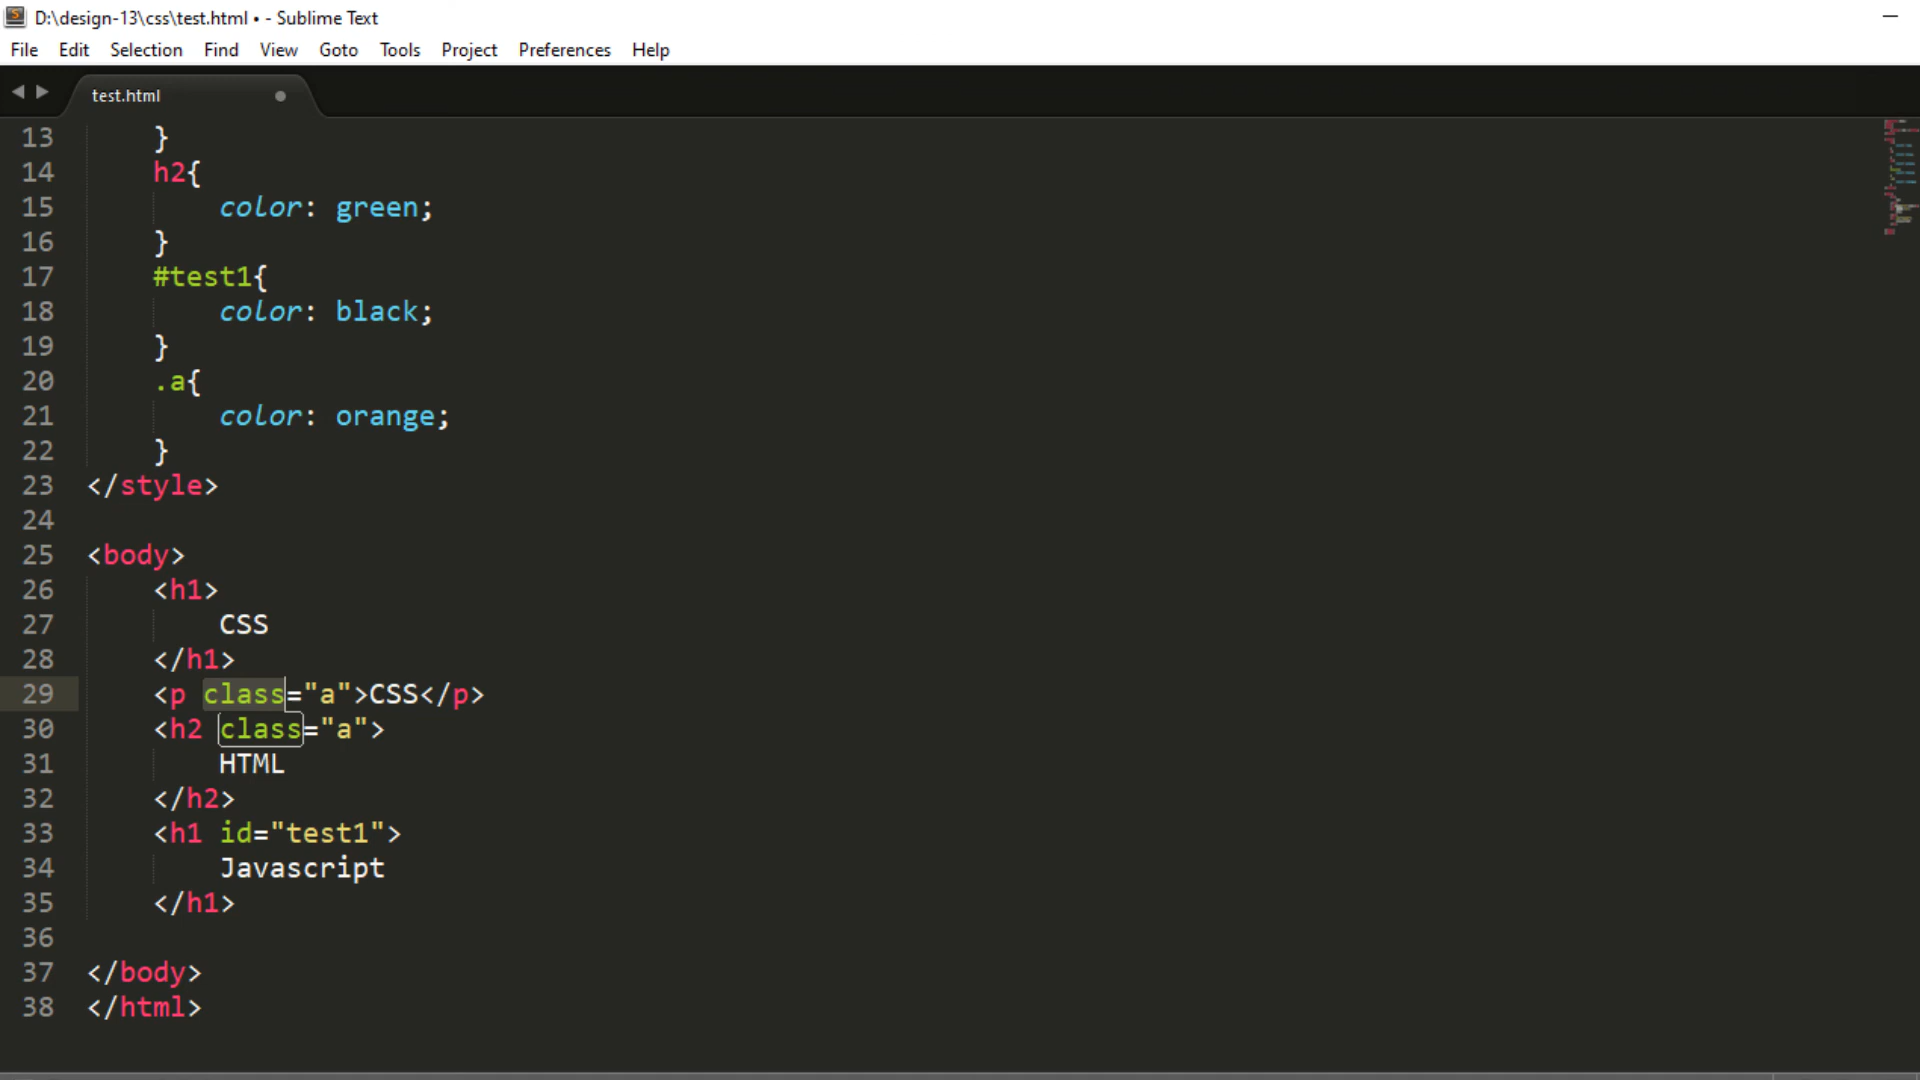 D:\design-13\css\test.html • - Sublime Text
File Edit Selection Find View Goto Tools Project Preferences Help
test.html
13 }
14 h2{
15 color: green;
16 }
17 #test1{
18 color: black;
19 }
20 .a{
21 color: orange;
22 }
23 </style>
24
25 <body>
26 <h1>
27 CSS
28 </h1>
29 <p class="a">CSS</p>
30 <h2 class="a">
31 HTML
32 </h2>
33 <h1 id="test1">
34 Javascript
35 </h1>
36
37 </body>
38 </html>